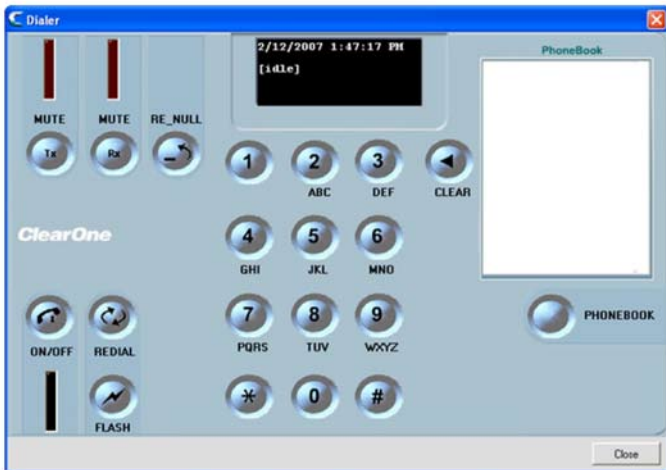 Dialer
2/12/2007 1:47:17 PM
[idle]
PhoneBook
MUTE MUTE RE_NULL
Tx Rx
1 2 3
ABC DEF CLEAR
ClearOne
4 5 6
GHI JKL MNO
7 8 9
PQRS TUV WXYZ
PHONEBOOK
ON/OFF REDIAL
* 0 #
FLASH
Close